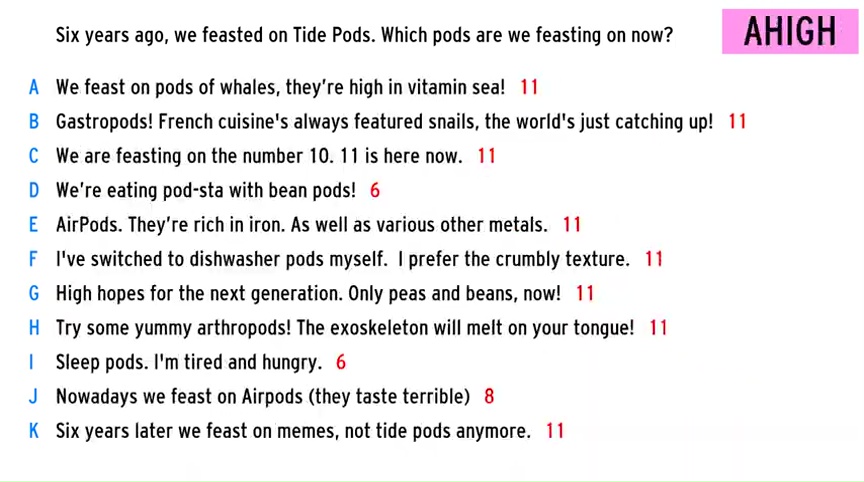 Six years ago, we feasted on Tide Pods. Which pods are we feasting on now?
AHIGH
A We feast on pods of whales, they're high in vitamin sea! 11
B Gastropods! French cuisine's always featured snails, the world's just catching up! 11
C We are feasting on the number 10. 11 is here now. 11
D We're eating pod-sta with bean pods! 6
E AirPods. They're rich in iron. As well as various other metals. 11
F I've switched to dishwasher pods myself. I prefer the crumbly texture. 11
G High hopes for the next generation. Only peas and beans, now! 11
H Try some yummy arthropods! The exoskeleton will melt on your tongue! 11
I Sleep pods. I'm tired and hungry. 6
J Nowadays we feast on Airpods (they taste terrible) 8
K Six years later we feast on memes, not tide pods anymore. 11